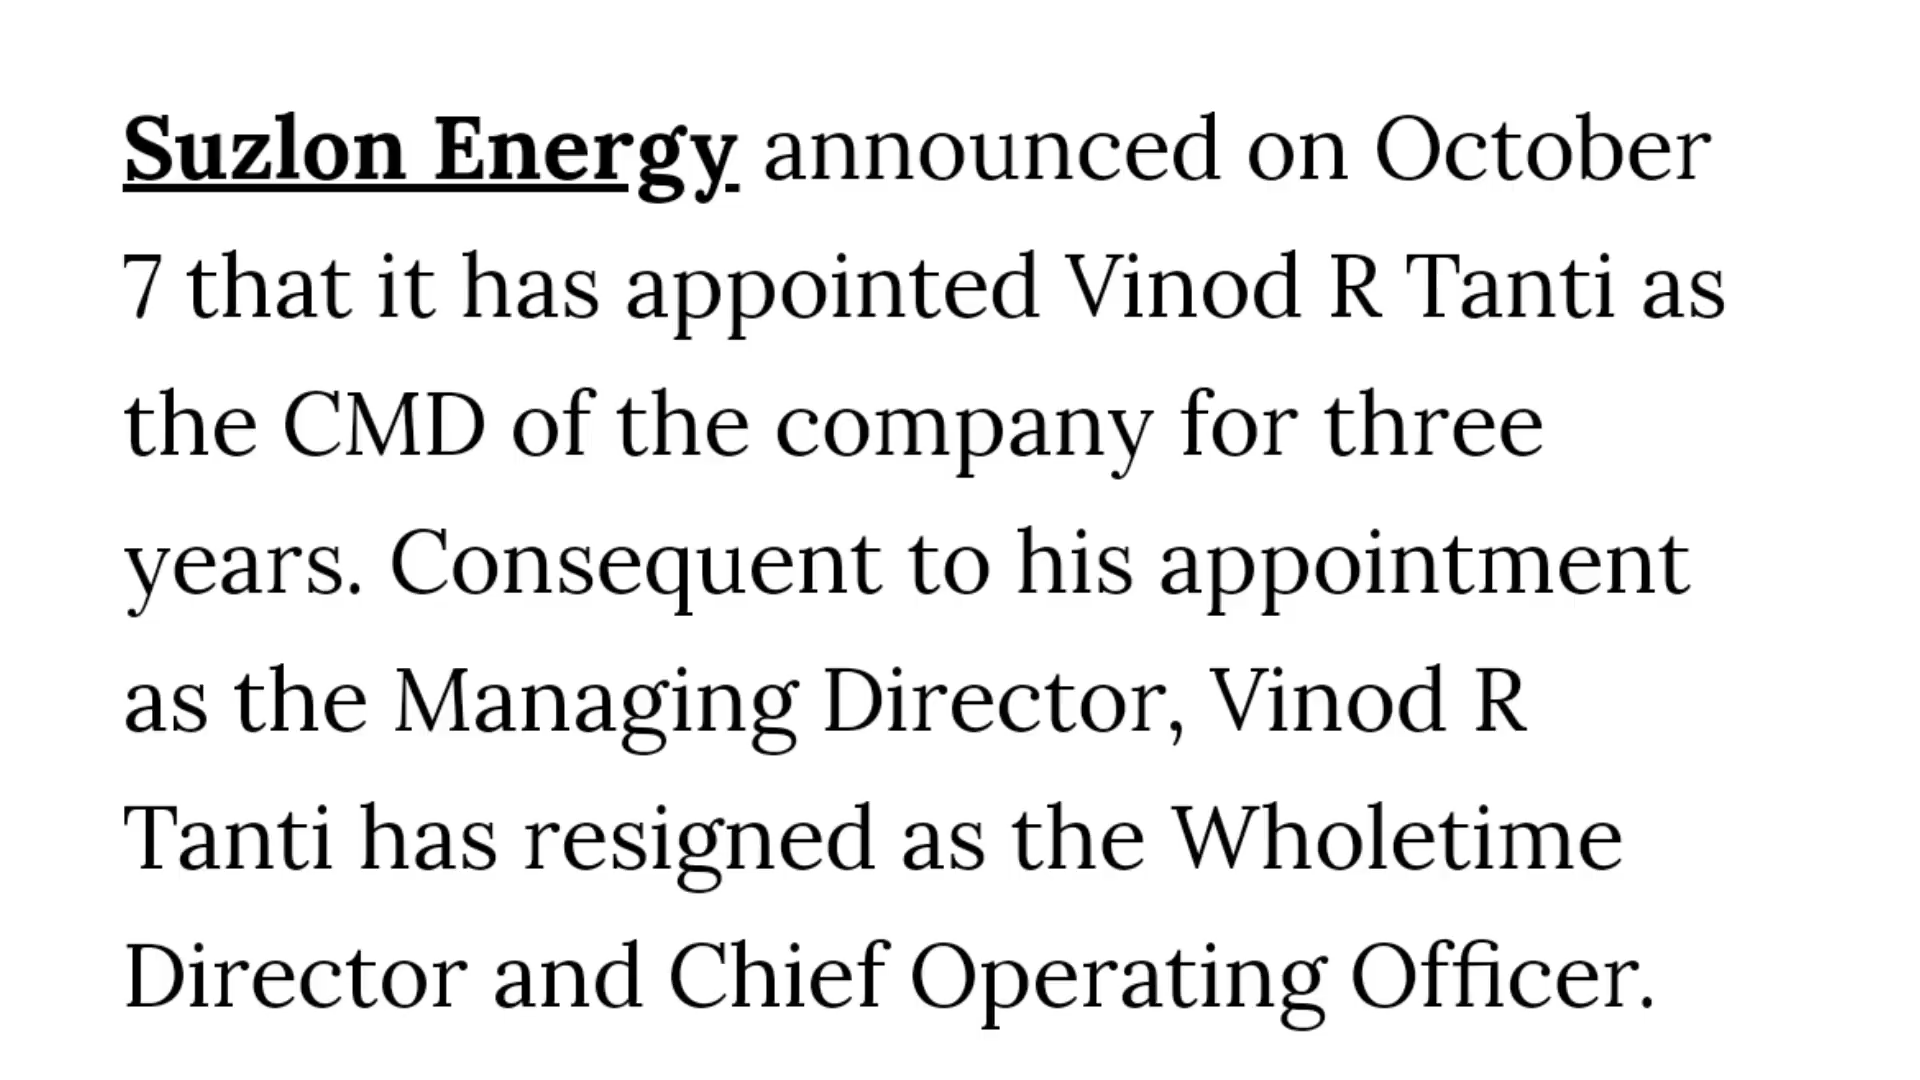 Suzlon Energy announced on October
7 that it has appointed Vinod R Tanti as
the CMD of the company for three
years. Consequent to his appointment
as the Managing Director, Vinod R
Tanti has resigned as the Wholetime
Director and Chief Operating Officer.